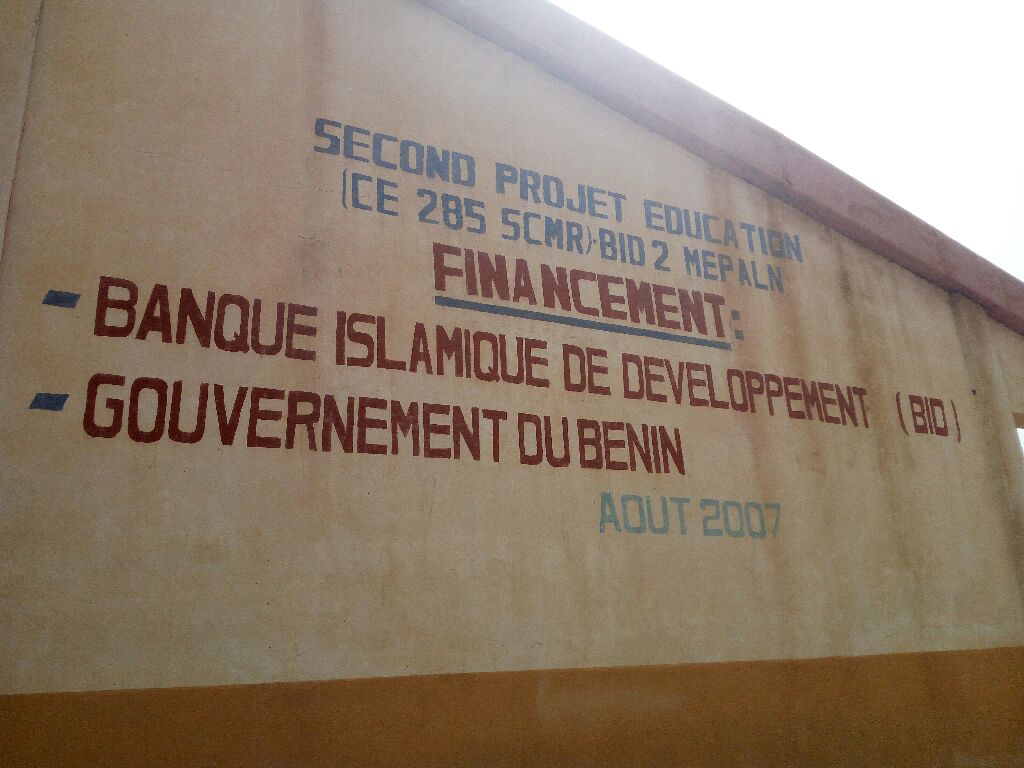 SECOND PROJET EDUCATION
(CE 285 SCMR)-BID 2 MEPALN
FINANCEMENT:
- BANQUE ISLAMIQUE DE DEVELOPPEMENT (BID)
- GOUVERNEMENT DU BENIN
AOUT 2007